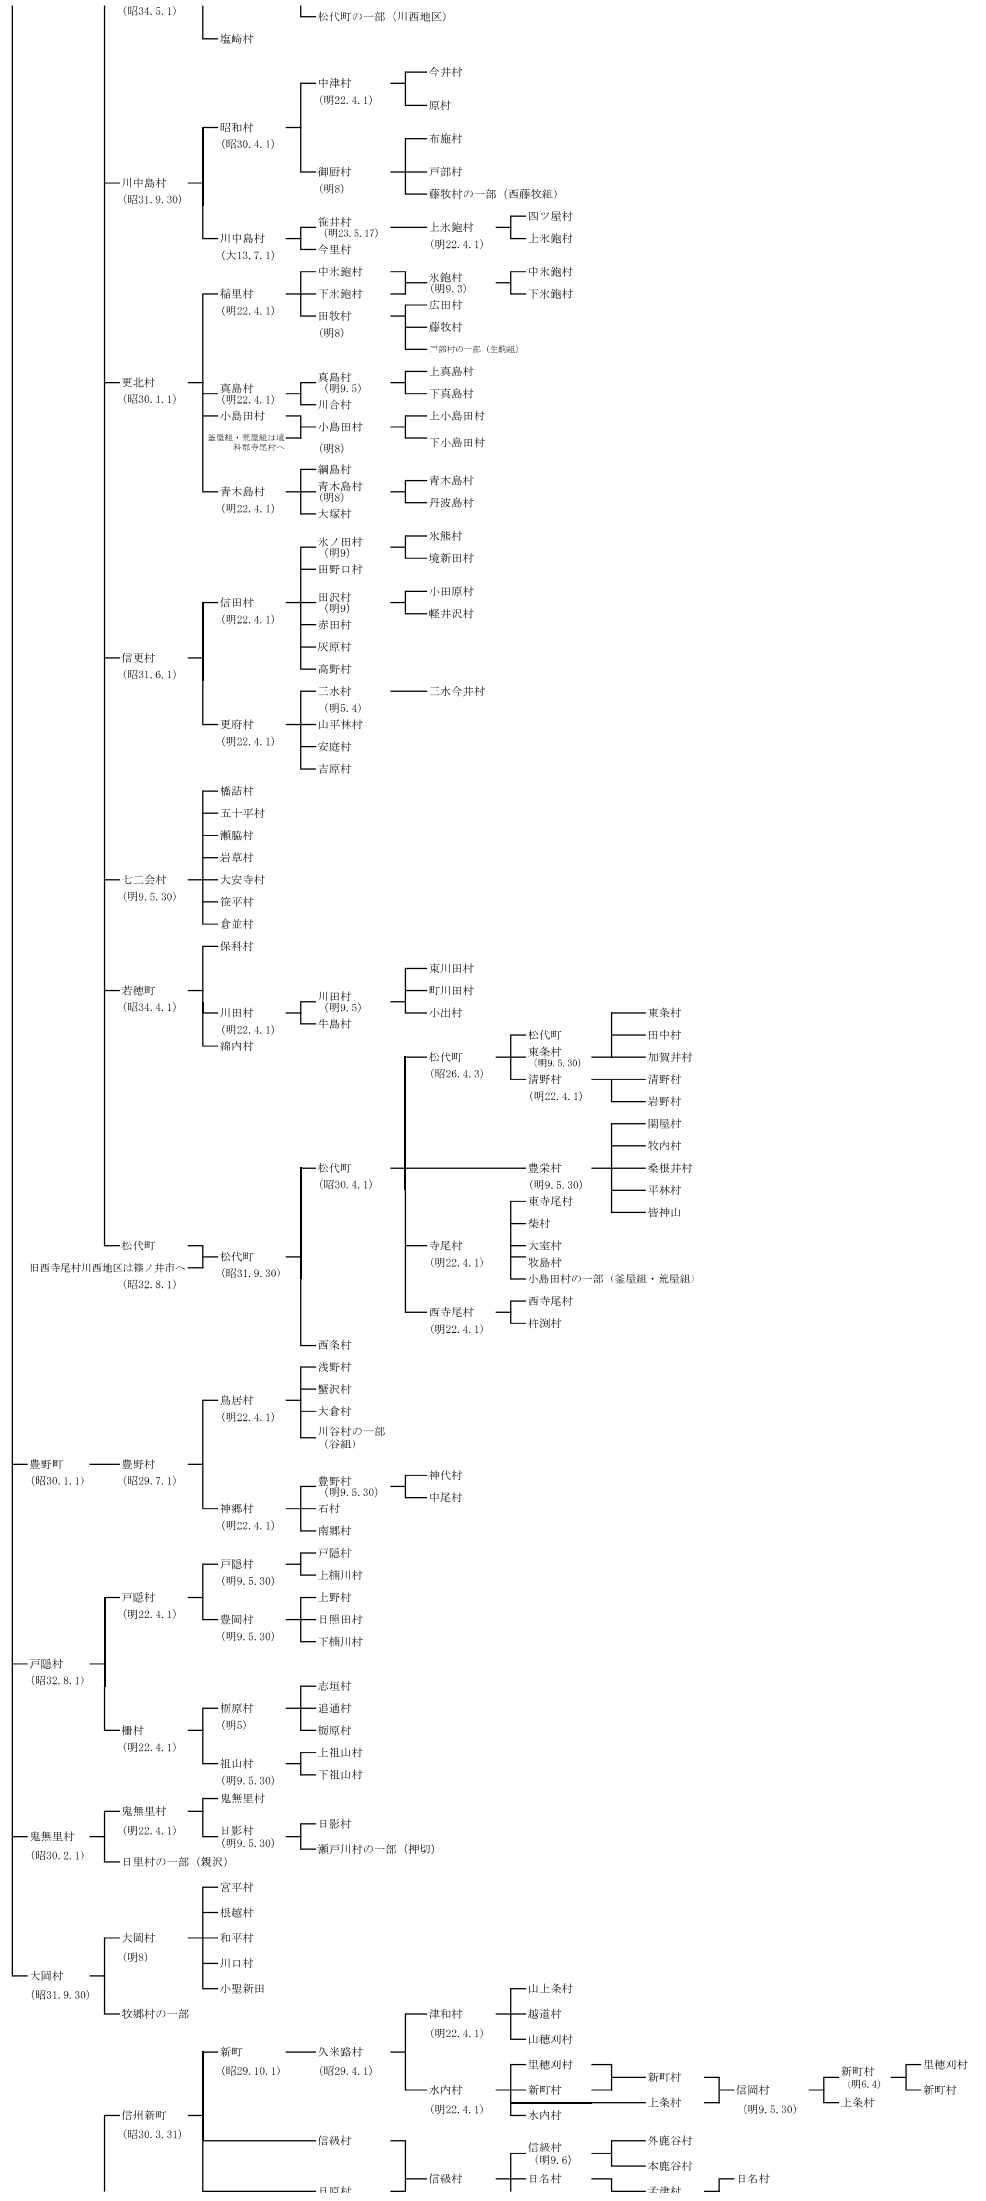 (昭34.5.1)
松代町の一部（川西地区）
塩崎村
今井村
中津村
(明22.4.1)
原村
昭和村
(昭30.4.1)
布施村
御厨村
(明8)
戸部村
藤牧村の一部（西藤牧組）
川中島村
(昭31.9.30)
四ツ屋村
笹井村
(明23.5.17)
上氷鉋村
(明22.4.1)
上氷鉋村
川中島村
(大13.7.1)
今里村
中氷鉋村
氷鉋村
(明9.3)
中氷鉋村
稲里村
(明22.4.1)
下氷鉋村
下氷鉋村
田牧村
(明8)
広田村
藤牧村
戸部村の一部（生駒組）
更北村
(昭30.1.1)
真島村
(明22.4.1)
真島村
(明9.5)
上真島村
下真島村
川合村
小島田村
小島田村
(明8)
上小島田村
下小島田村
釜屋組・荒屋組は埴
科郡寺尾村へ
綱島村
青木島村
(明22.4.1)
青木島村
(明8)
青木島村
丹波島村
大塚村
氷ノ田村
(明9)
氷熊村
境新田村
田野口村
信田村
(明22.4.1)
田沢村
(明9)
小田原村
軽井沢村
赤田村
灰原村
高野村
信更村
(昭31.6.1)
三水村
(明5.4)
三水今井村
更府村
(明22.4.1)
山平林村
安庭村
吉原村
橋詰村
五十平村
瀬脇村
岩草村
七二会村
(明9.5.30)
大安寺村
笹平村
倉並村
保科村
若穂町
(昭34.4.1)
川田村
(明22.4.1)
川田村
(明9.5)
東川田村
町川田村
小出村
牛島村
綿内村
松代町
(昭26.4.3)
松代町
東条村
(明9.5.30)
東条村
田中村
加賀井村
清野村
(明22.4.1)
清野村
岩野村
松代町
(昭30.4.1)
豊栄村
(明9.5.30)
関屋村
牧内村
桑根井村
平林村
皆神山
東寺尾村
柴村
寺尾村
(明22.4.1)
大室村
牧島村
小島田村の一部（釜屋組・荒屋組）
松代町
旧西寺尾村川西地区は篠ノ井市へ
(昭32.8.1)
松代町
(昭31.9.30)
西寺尾村
(明22.4.1)
西寺尾村
杵渕村
西条村
浅野村
鳥居村
(明22.4.1)
蟹沢村
大倉村
川谷村の一部
（谷組）
豊野町
(昭30.1.1)
豊野村
(昭29.7.1)
豊野村
(明9.5.30)
神代村
中尾村
神郷村
(明22.4.1)
石村
南郷村
戸隠村
(明9.5.30)
戸隠村
上楠川村
戸隠村
(明22.4.1)
豊岡村
(明9.5.30)
上野村
日照田村
下楠川村
戸隠村
(昭32.8.1)
志垣村
栃原村
(明5)
追通村
栃原村
柵村
(明22.4.1)
祖山村
(明9.5.30)
上祖山村
下祖山村
鬼無里村
(明22.4.1)
鬼無里村
鬼無里村
(昭30.2.1)
日影村
(明9.5.30)
日影村
瀬戸川村の一部（押切）
日里村の一部（親沢）
宮平村
根越村
大岡村
(明8)
和平村
川口村
小聖新田
大岡村
(昭31.9.30)
牧郷村の一部
山上条村
津和村
(明22.4.1)
越道村
山穂刈村
新町
(昭29.10.1)
久米路村
(昭29.4.1)
里穂刈村
新町村
新町村
(明6.4)
里穂刈村
水内村
(明22.4.1)
新町村
信岡村
(明9.5.30)
新町村
上条村
上条村
水内村
信州新町
(昭30.3.31)
信級村
信級村
(明9.6)
外鹿谷村
本鹿谷村
信級村
日名村
日名村
日原村
孟津村